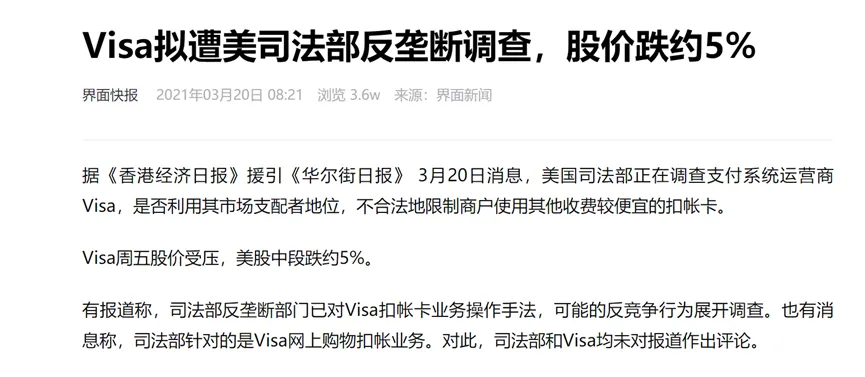 Visa拟遭美司法部反垄断调查，股价跌约5%
界面快报 2021年03月20日 08:21 浏览 3.6w 来源：界面新闻
据《香港经济日报》援引《华尔街日报》 3月20日消息，美国司法部正在调查支付系统运营商
Visa，是否利用其市场支配者地位，不合法地限制商户使用其他收费较便宜的扣帐卡。
Visa周五股价受压，美股中段跌约5%。
有报道称，司法部反垄断部门已对Visa扣帐卡业务操作手法，可能的反竞争行为展开调查。也有消
息称，司法部针对的是Visa网上购物扣帐业务。对此，司法部和Visa均未对报道作出评论。